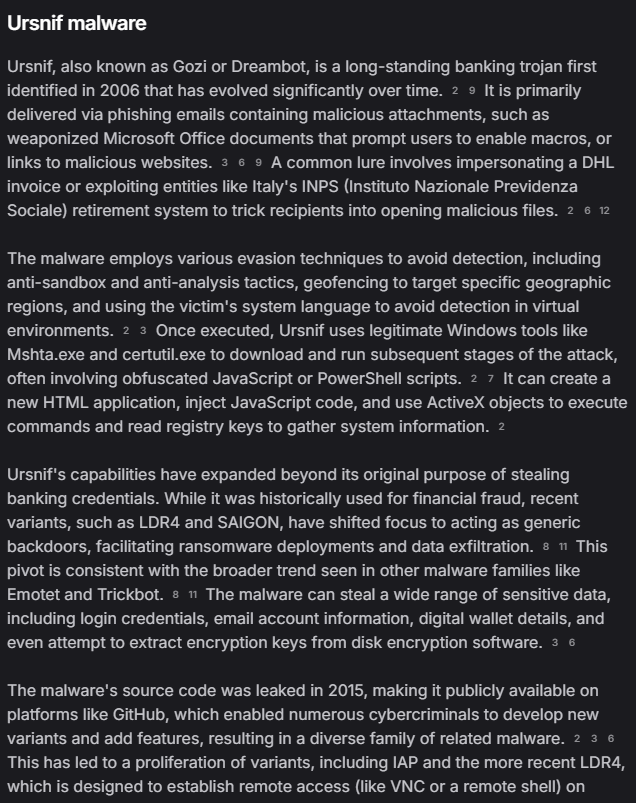 Ursnif malware
Ursnif, also known as Gozi or Dreambot, is a long-standing banking trojan first
identified in 2006 that has evolved significantly over time. 2 9 It is primarily
delivered via phishing emails containing malicious attachments, such as
weaponized Microsoft Office documents that prompt users to enable macros, or
links to malicious websites. 3 6 9 A common lure involves impersonating a DHL
invoice or exploiting entities like Italy's INPS (Instituto Nazionale Previdenza
Sociale) retirement system to trick recipients into opening malicious files. 2 6 12
The malware employs various evasion techniques to avoid detection, including
anti-sandbox and anti-analysis tactics, geofencing to target specific geographic
regions, and using the victim's system language to avoid detection in virtual
environments. 2 3 Once executed, Ursnif uses legitimate Windows tools like
Mshta.exe and certutil.exe to download and run subsequent stages of the attack,
often involving obfuscated JavaScript or PowerShell scripts. 2 7 It can create a
new HTML application, inject JavaScript code, and use ActiveX objects to execute
commands and read registry keys to gather system information. 2
Ursnif's capabilities have expanded beyond its original purpose of stealing
banking credentials. While it was historically used for financial fraud, recent
variants, such as LDR4 and SAIGON, have shifted focus to acting as generic
backdoors, facilitating ransomware deployments and data exfiltration. 8 11 This
pivot is consistent with the broader trend seen in other malware families like
Emotet and Trickbot. 8 11 The malware can steal a wide range of sensitive data,
including login credentials, email account information, digital wallet details, and
even attempt to extract encryption keys from disk encryption software. 3 6
The malware's source code was leaked in 2015, making it publicly available on
platforms like GitHub, which enabled numerous cybercriminals to develop new
variants and add features, resulting in a diverse family of related malware. 2 3 6
This has led to a proliferation of variants, including IAP and the more recent LDR4,
which is designed to establish remote access (like VNC or a remote shell) on